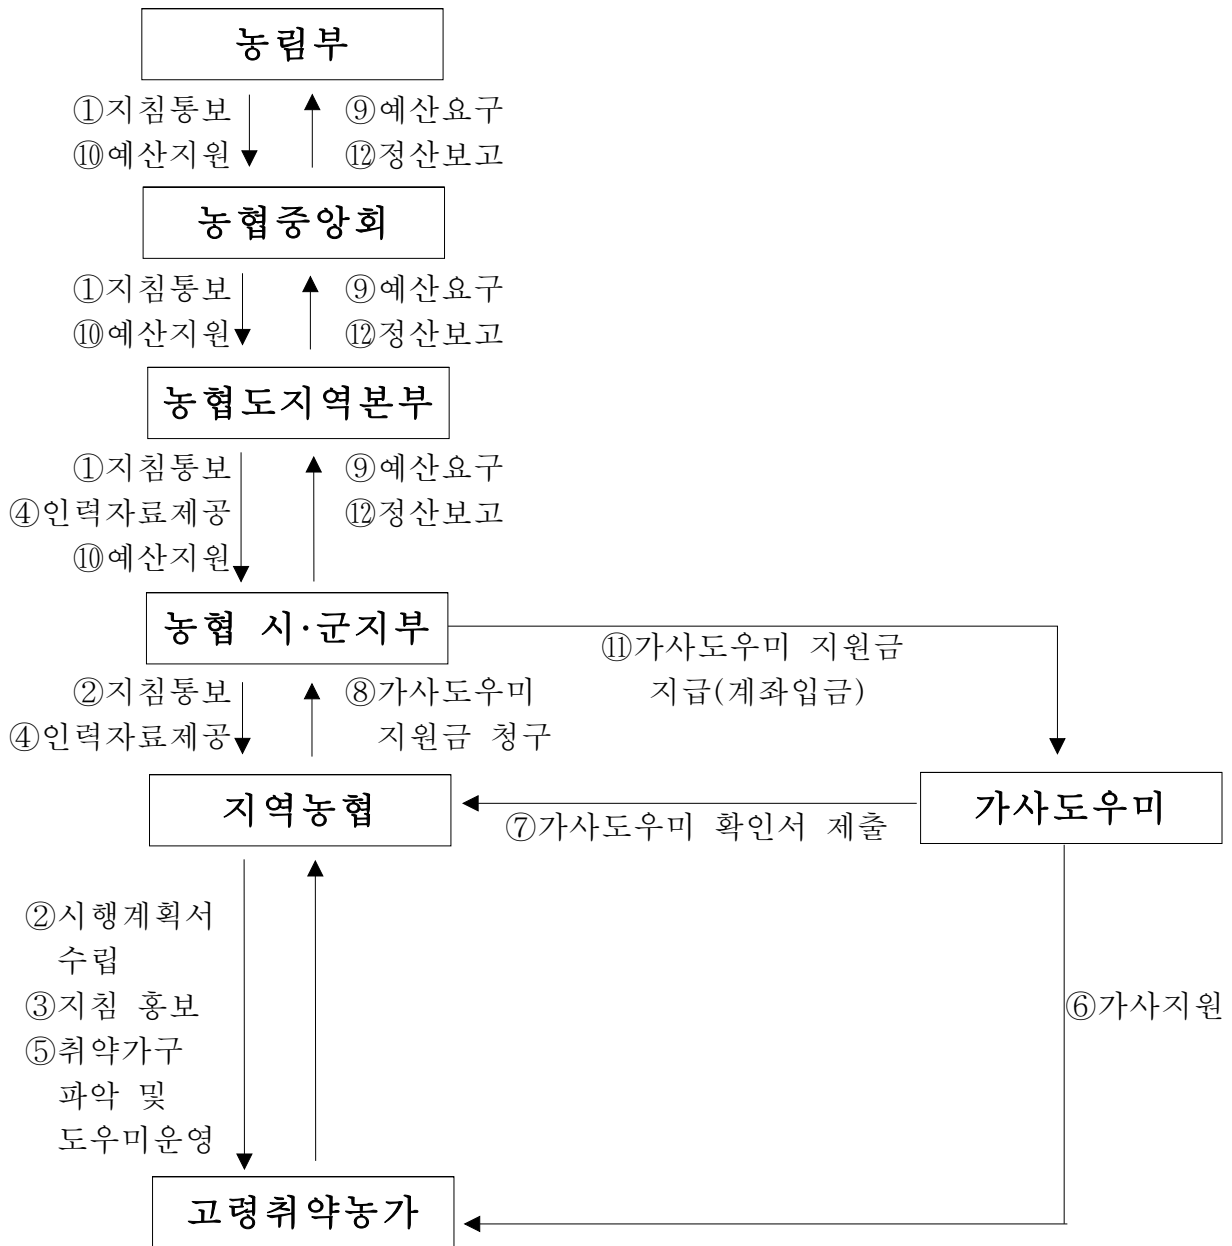 농림부
①지침통보
⑨예산요구
⑩예산지원
⑫정산보고
농협중앙회
①지침통보
⑨예산요구
⑩예산지원
⑫정산보고
농협도지역본부
①지침통보
⑨예산요구
④인력자료제공
⑫정산보고
⑩예산지원
농협 시·군지부
⑪가사도우미 지원금
지급(계좌입금)
②지침통보
⑧가사도우미
④인력자료제공
지원금 청구
지역농협
가사도우미
⑦가사도우미 확인서 제출
②시행계획서
수립
③지침 홍보
⑤취약가구
파악 및
도우미운영
⑥가사지원
고령취약농가